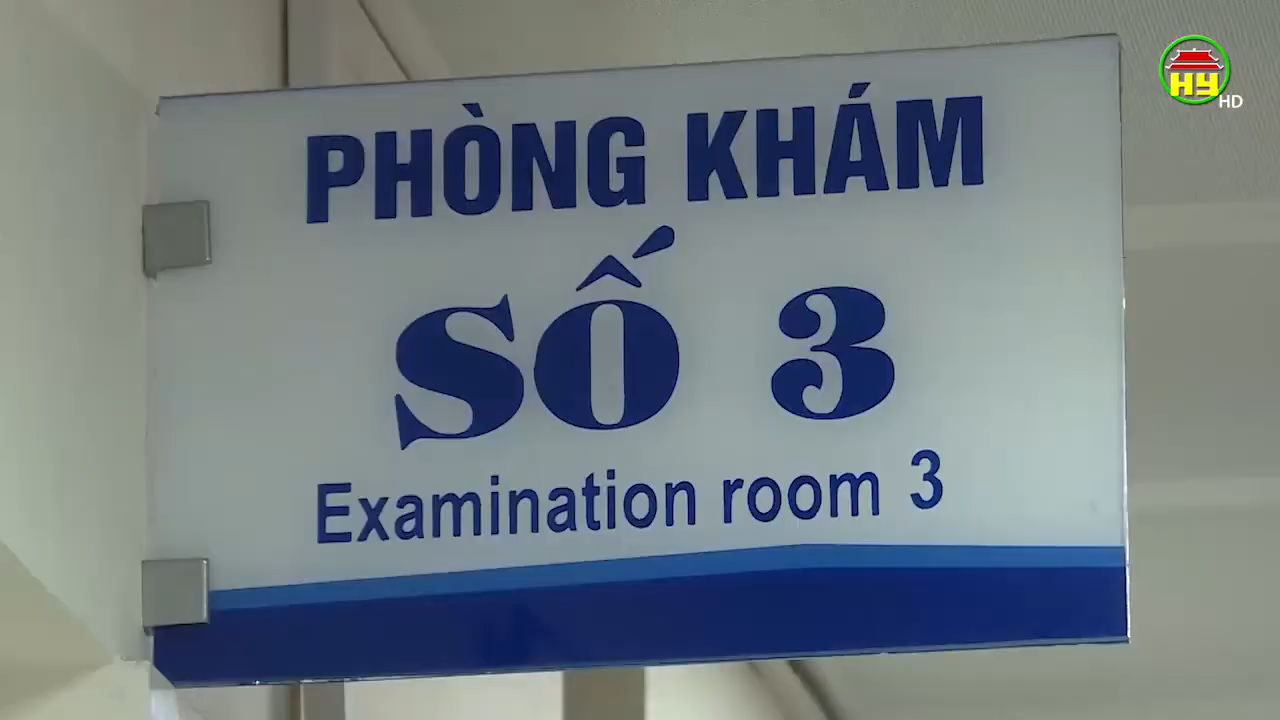 PHÒNG KHÁM
SỐ 3
Examination room 3
HY
HD